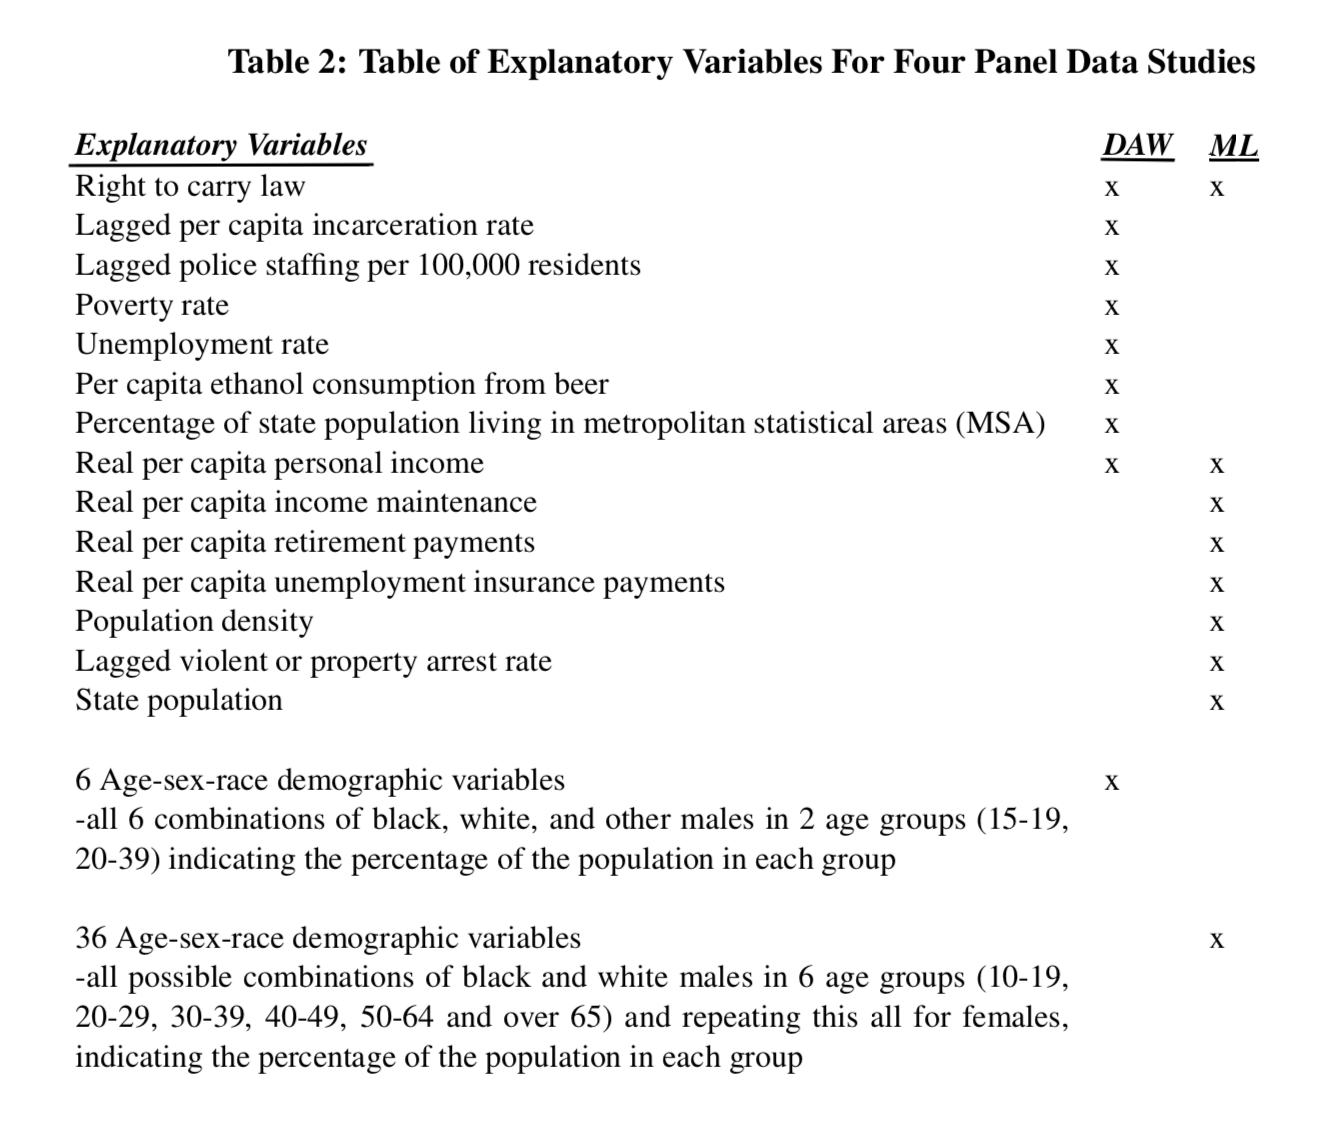 Table 2: Table of Explanatory Variables For Four Panel Data Studies
Explanatory Variables DAW ML
Right to carry law x x
Lagged per capita incarceration rate x
Lagged police staffing per 100,000 residents x
Poverty rate x
Unemployment rate x
Per capita ethanol consumption from beer x
Percentage of state population living in metropolitan statistical areas (MSA) x
Real per capita personal income x x
Real per capita income maintenance x
Real per capita retirement payments x
Real per capita unemployment insurance payments x
Population density x
Lagged violent or property arrest rate x
State population x
6 Age-sex-race demographic variables x
-all 6 combinations of black, white, and other males in 2 age groups (15-19,
20-39) indicating the percentage of the population in each group
36 Age-sex-race demographic variables x
-all possible combinations of black and white males in 6 age groups (10-19,
20-29, 30-39, 40-49, 50-64 and over 65) and repeating this all for females,
indicating the percentage of the population in each group